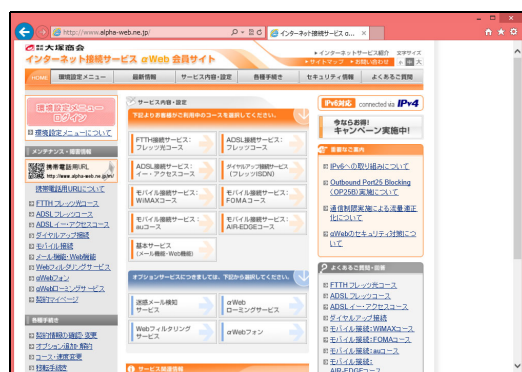 http://www.alpha-web.ne.jp/
インターネット接続サービス α...
大塚商会
インターネット接続サービス αWeb 会員サイト
インターネットサービス紹介 文字サイズ
サイトマップ お問い合わせ 小 中 大
HOME 環境設定メニュー 最新情報 サービス内容・設定 各種手続き セキュリティ情報 よくあるご質問
環境設定メニュー
ログイン
環境設定メニューについて
メンテナンス・障害情報
携帯電話用URL
http://www.alpha-web.ne.jp/m/
携帯電話用URLについて
FTTH フレッツ光コース
ADSL フレッツコース
ADSL イー・アクセスコース
ダイヤルアップ接続
モバイル接続
メール機能・Web機能
Webフィルタリングサービス
αWebフォン
αWebローミングサービス
契約マイページ
各種手続き
契約情報の確認・変更
オプション追加・解約
コース・速度変更
移転手続き
サービス内容・設定
下記よりお客様がご利用中のコースを選択してください。
FTTH接続サービス:
フレッツ光コース
ADSL接続サービス:
フレッツコース
ADSL接続サービス:
イー・アクセスコース
ダイヤルアップ接続サービス
(フレッツISDN)
モバイル接続サービス:
WiMAXコース
モバイル接続サービス:
FOMAコース
モバイル接続サービス:
auコース
モバイル接続サービス:
AIR-EDGEコース
基本サービス
(メール機能・Web機能)
オプションサービスにつきましては、下記から選択してください。
迷惑メール検知
サービス
αWeb
ローミングサービス
Webフィルタリング
サービス
αWebフォン
サービス関連情報
IPv6対応 connected via IPv4
今ならお得!
キャンペーン実施中!
重要なご案内
IPv6への取り組みについて
Outbound Port25 Blocking
(OP25B)実施について
通信制限実施による流量適正
化について
αWebのセキュリティ対策につ
いて
よくあるご質問・回答
FTTH フレッツ光コース
ADSL フレッツコース
ADSL イー・アクセスコース
ダイヤルアップ接続
モバイル接続:WiMAXコース
モバイル接続:FOMAコース
モバイル接続:auコース
モバイル接続:
AIR-EDGEコース